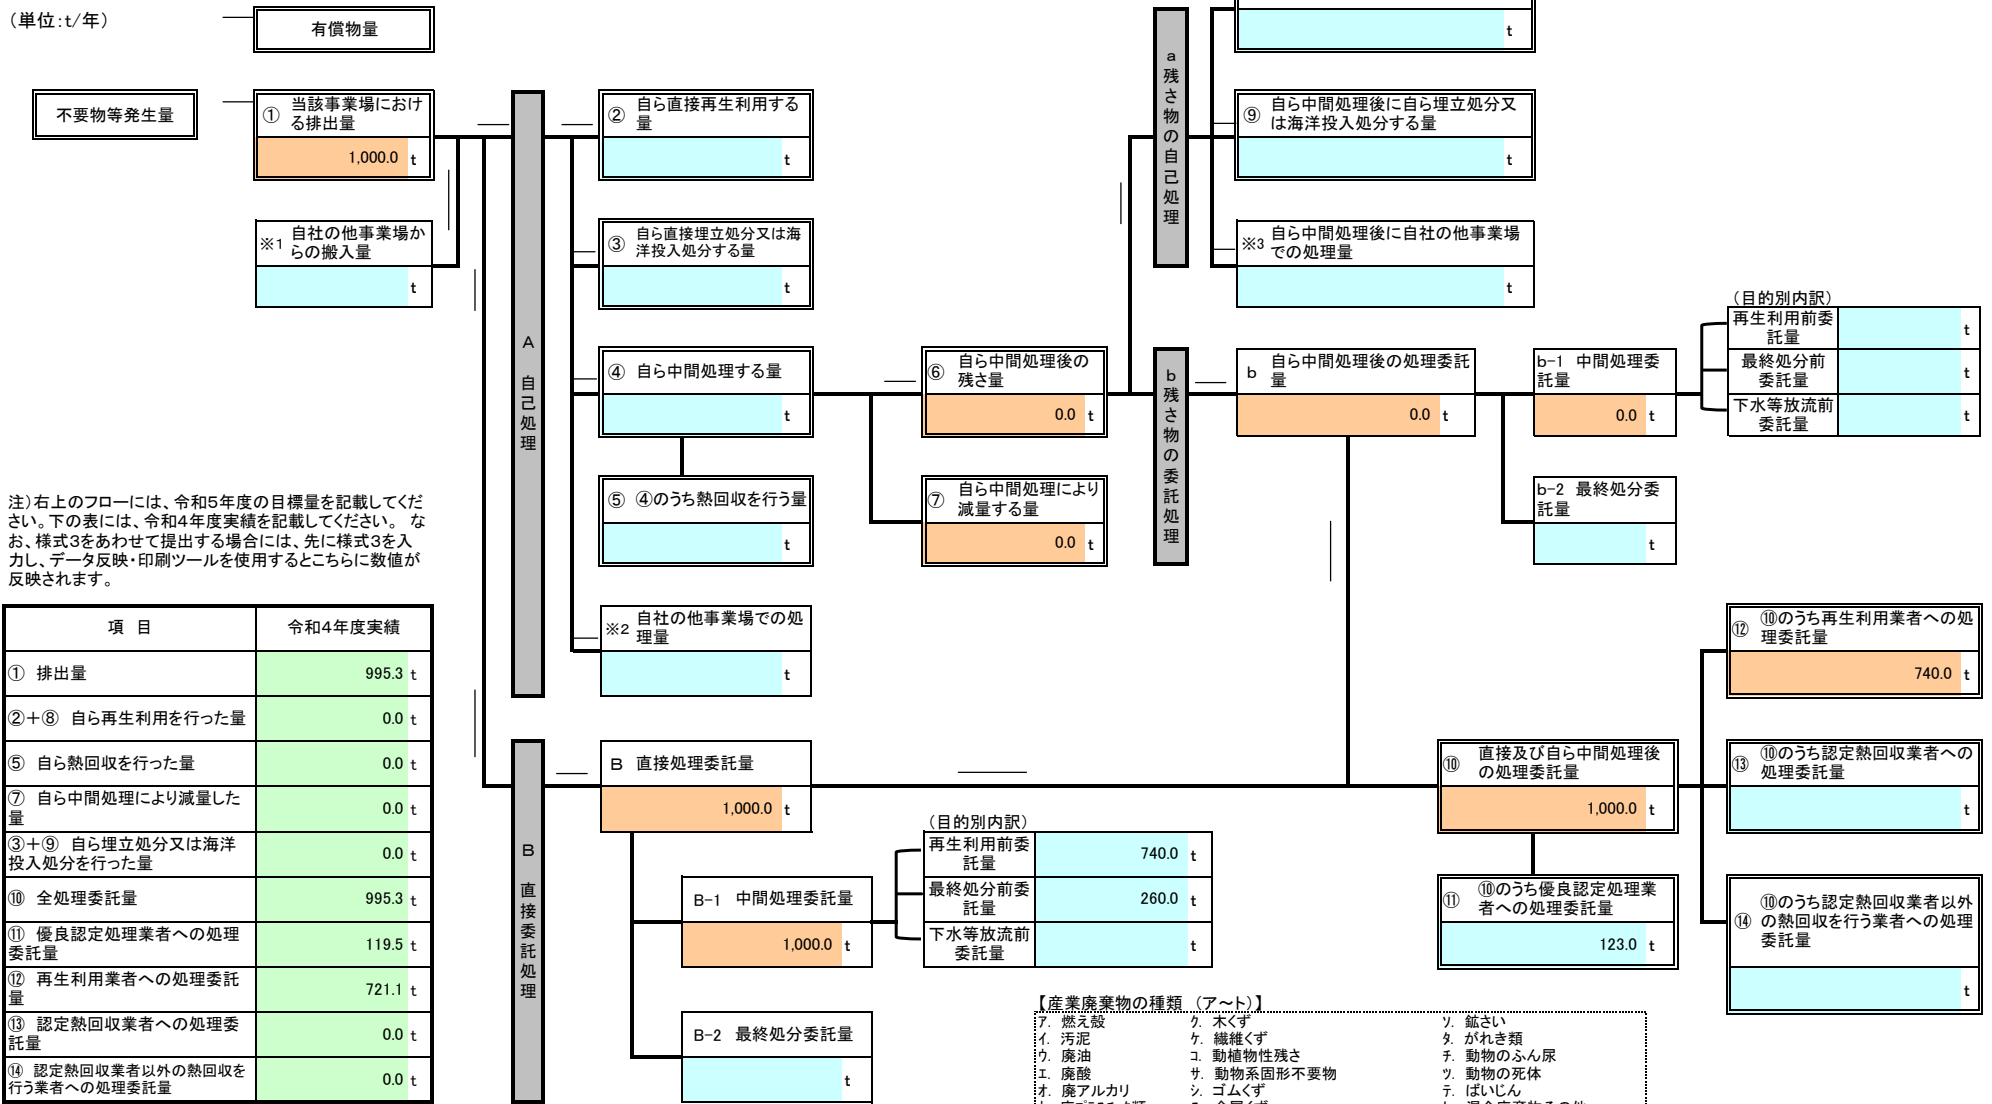 （単位:t/年）
有償物量
t
不要物等発生量
① 当該事業場におけ
る排出量
1,000.0 t
※1 自社の他事業場か
らの搬入量
t
A 自己処理
② 自ら直接再生利用する
量
t
③ 自ら直接埋立処分又は海
洋投入処分する量
t
④ 自ら中間処理する量
t
⑤ ④のうち熱回収を行う量
t
※2 自社の他事業場での処
理量
t
⑥ 自ら中間処理後の
残さ量
0.0 t
⑦ 自ら中間処理により
減量する量
0.0 t
a 残さ物の自己処理
⑨ 自ら中間処理後に自ら埋立処分又
は海洋投入処分する量
t
※3 自ら中間処理後に自社の他事業場
での処理量
t
b 残さ物の委託処理
b 自ら中間処理後の処理委託
量
0.0 t
b-1 中間処理委
託量
0.0 t
b-2 最終処分委
託量
t
（目的別内訳）
再生利用前委
託量
t
最終処分前
委託量
t
下水等放流前
委託量
t
注）右上のフローには、令和5年度の目標量を記載してくだ
さい。下の表には、令和4年度実績を記載してください。 な
お、様式3をあわせて提出する場合には、先に様式3を入
力し、データ反映・印刷ツールを使用するとこちらに数値が
反映されます。
項 目 令和4年度実績
① 排出量 995.3 t
②＋⑧ 自ら再生利用を行った量 0.0 t
⑤ 自ら熱回収を行った量 0.0 t
⑦ 自ら中間処理により減量した
量 0.0 t
③＋⑨ 自ら埋立処分又は海洋
投入処分を行った量 0.0 t
⑩ 全処理委託量 995.3 t
⑪ 優良認定処理業者への処理
委託量 119.5 t
⑫ 再生利用業者への処理委託
量 721.1 t
⑬ 認定熱回収業者への処理委
託量 0.0 t
⑭ 認定熱回収業者以外の熱回収を
行う業者への処理委託量 0.0 t
B 直接委託処理
B 直接処理委託量
1,000.0 t
B-1 中間処理委託量
1,000.0 t
B-2 最終処分委託量
t
（目的別内訳）
再生利用前委
託量
740.0 t
最終処分前委
託量
260.0 t
下水等放流前
委託量
t
⑩ 直接及び自ら中間処理後
の処理委託量
1,000.0 t
⑪ ⑩のうち優良認定処理業
者への処理委託量
123.0 t
⑫ ⑩のうち再生利用業者への処
理委託量
740.0 t
⑬ ⑩のうち認定熱回収業者への
処理委託量
t
⑭ ⑩のうち認定熱回収業者以外
の熱回収を行う業者への処理
委託量
t
【産業廃棄物の種類 （ア～ト）】
ア. 燃え殻 ク. 木くず ソ. 鉱さい
イ. 汚泥 ケ. 繊維くず タ. がれき類
ウ. 廃油 コ. 動植物性残さ チ. 動物のふん尿
エ. 廃酸 サ. 動物系固形不要物 ツ. 動物の死体
オ. 廃アルカリ シ. ゴムくず テ. ばいじん